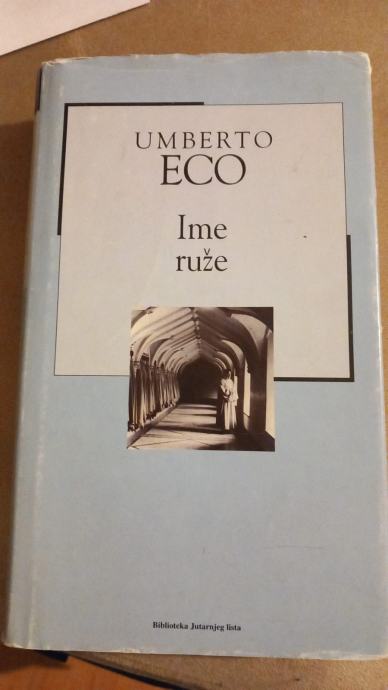 UMBERTO
ECO
Ime
ruže
Biblioteka Jutarnjeg lista